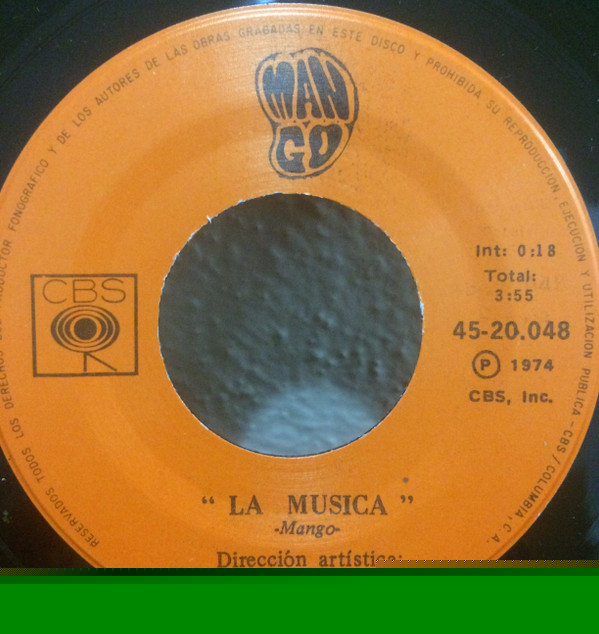 RESERVADOS TODOS LOS DERECHOS DEL PRODUCTOR FONOGRAFICO Y DE LOS AUTORES DE LAS OBRAS GRABADAS EN ESTE DISCO Y PROHIBIDA SU REPRODUCCION, EJECUCION Y UTILIZACION PUBLICA - CBS/COLUMBIA, C. A.
MAN
GO
CBS
Int: 0:18
Total:
3:55
45-20.048
Ⓟ 1974
CBS, Inc.
“ LA MUSICA ”
-Mango-
Dirección artística: